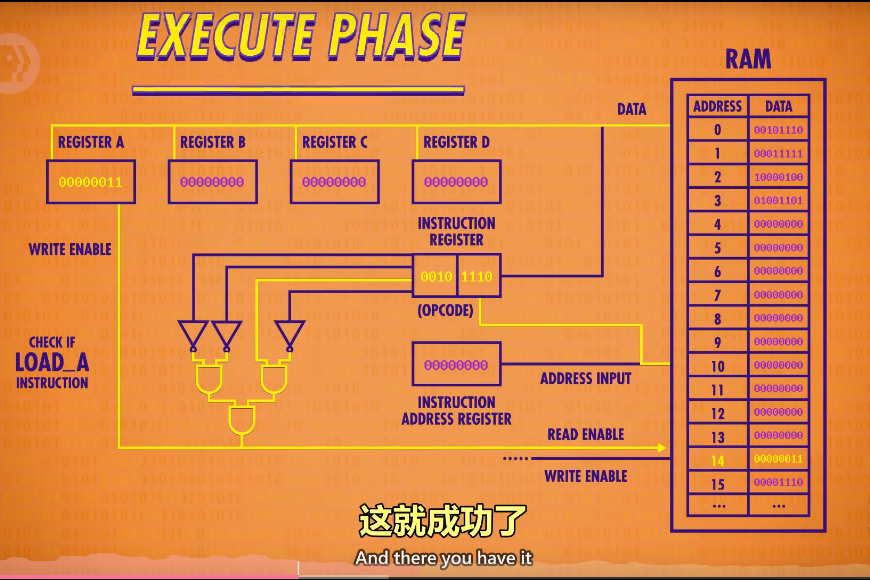 EXECUTE PHASE
RAM
DATA
ADDRESS DATA
0 00101110
1 00011111
2 10000100
3 01001101
4 00000000
5 00000000
6 00000000
7 00000000
8 00000000
9 00000000
10 00000000
11 00000000
12 00000000
13 00000000
14 00000011
15 00001110
... ...
REGISTER A
00000011
REGISTER B
00000000
REGISTER C
00000000
REGISTER D
00000000
WRITE ENABLE
INSTRUCTION
REGISTER
0010 1110
(OPCODE)
CHECK IF
LOAD_A
INSTRUCTION
00000000
ADDRESS INPUT
INSTRUCTION
ADDRESS REGISTER
READ ENABLE
WRITE ENABLE
这就成功了
And there you have it